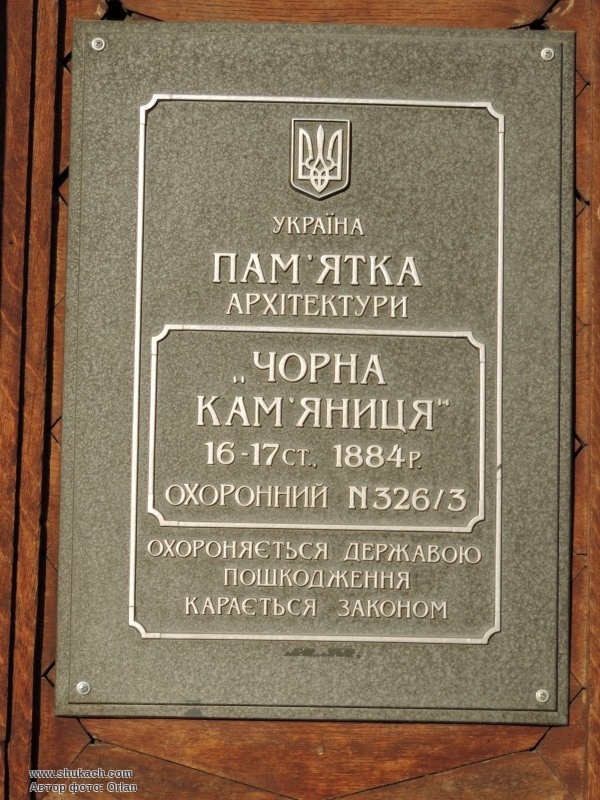 УКРАЇНА
ПАМ'ЯТКА
АРХІТЕКТУРИ
„ЧОРНА
КАМ'ЯНИЦЯ"
16-17 СТ., 1884 Р.
ОХОРОННИЙ N 326/3
ОХОРОНЯЄТЬСЯ ДЕРЖАВОЮ
ПОШКОДЖЕННЯ
КАРАЄТЬСЯ ЗАКОНОМ
www.shukach.com
Автор фото: Orlan